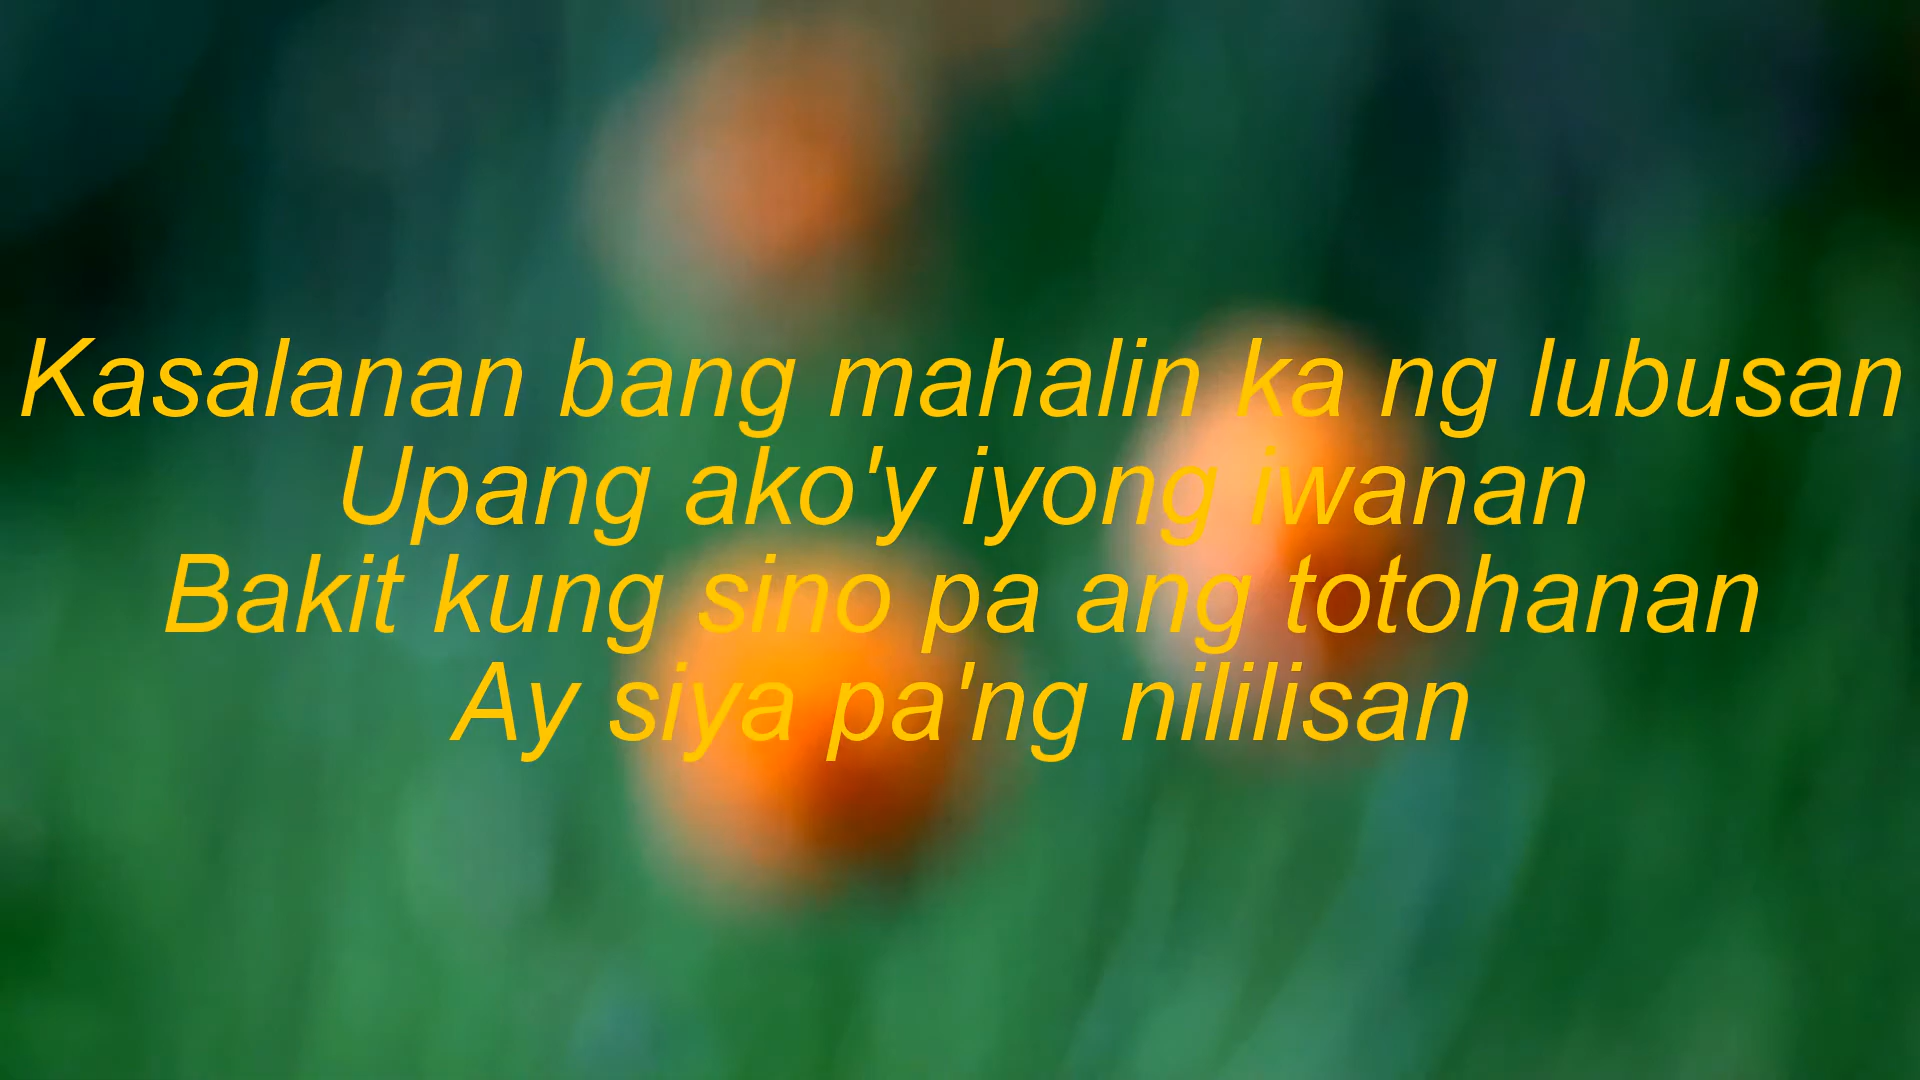 Kasalanan bang mahalin ka ng lubusan
Upang ako'y iyong iwanan
Bakit kung sino pa ang totohanan
Ay siya pa'ng nililisan